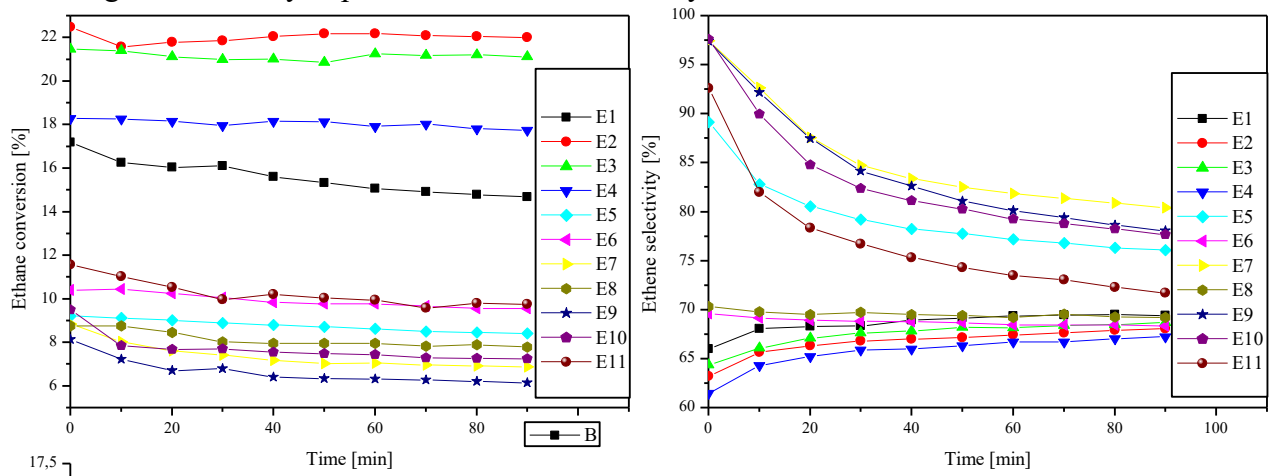 Ethane conversion [%]
22
20
18
16
14
12
10
8
6
0 20 40 60 80
Time [min]
E1
E2
E3
E4
E5
E6
E7
E8
E9
E10
E11
B
17,5
Ethene selectivity [%]
100
95
90
85
80
75
70
65
60
0 20 40 60 80 100
Time [min]
E1
E2
E3
E4
E5
E6
E7
E8
E9
E10
E11